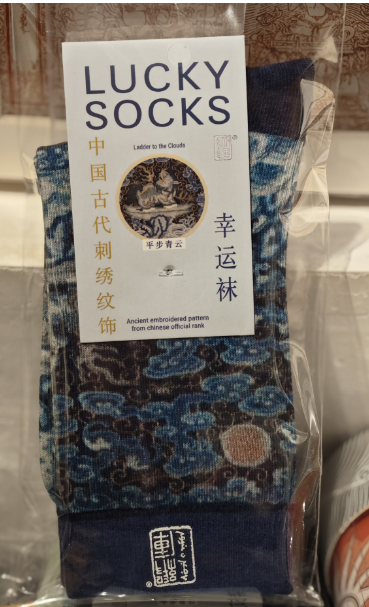 LUCKY
SOCKS
Ladder to the Clouds
中国古代刺绣纹饰
平步青云
幸运袜
Ancient embroidered pattern
from chinese official rank